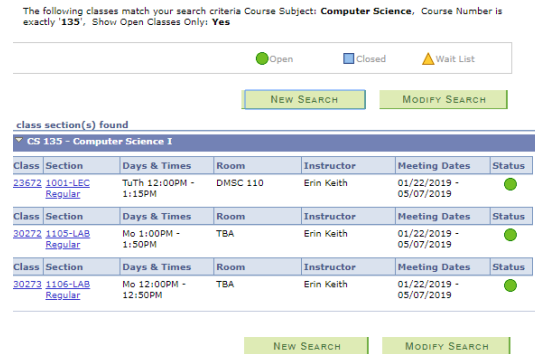 The following classes match your search criteria Course Subject: Computer Science, Course Number is
exactly '135', Show Open Classes Only: Yes
Open Closed Wait List
NEW SEARCH MODIFY SEARCH
class section(s) found
CS 135 - Computer Science I
Class Section Days & Times Room Instructor Meeting Dates Status
23672 1001-LEC TuTh 12:00PM - DMSC 110 Erin Keith 01/22/2019 -
Regular 1:15PM 05/07/2019
Class Section Days & Times Room Instructor Meeting Dates Status
30272 1105-LAB Mo 1:00PM - TBA Erin Keith 01/22/2019 -
Regular 1:50PM 05/07/2019
Class Section Days & Times Room Instructor Meeting Dates Status
30273 1106-LAB Mo 12:00PM - TBA Erin Keith 01/22/2019 -
Regular 12:50PM 05/07/2019
NEW SEARCH MODIFY SEARCH